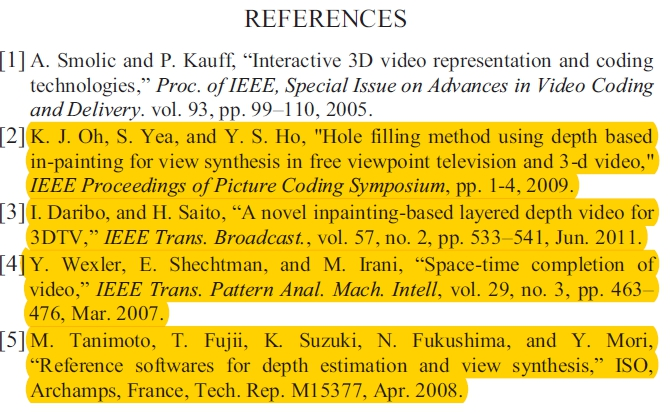 REFERENCES
[1] A. Smolic and P. Kauff, “Interactive 3D video representation and coding
technologies,” Proc. of IEEE, Special Issue on Advances in Video Coding
and Delivery. vol. 93, pp. 99–110, 2005.
[2] K. J. Oh, S. Yea, and Y. S. Ho, "Hole filling method using depth based
in-painting for view synthesis in free viewpoint television and 3-d video,"
IEEE Proceedings of Picture Coding Symposium, pp. 1-4, 2009.
[3] I. Daribo, and H. Saito, “A novel inpainting-based layered depth video for
3DTV,” IEEE Trans. Broadcast., vol. 57, no. 2, pp. 533–541, Jun. 2011.
[4] Y. Wexler, E. Shechtman, and M. Irani, “Space-time completion of
video,” IEEE Trans. Pattern Anal. Mach. Intell, vol. 29, no. 3, pp. 463–
476, Mar. 2007.
[5] M. Tanimoto, T. Fujii, K. Suzuki, N. Fukushima, and Y. Mori,
“Reference softwares for depth estimation and view synthesis,” ISO,
Archamps, France, Tech. Rep. M15377, Apr. 2008.